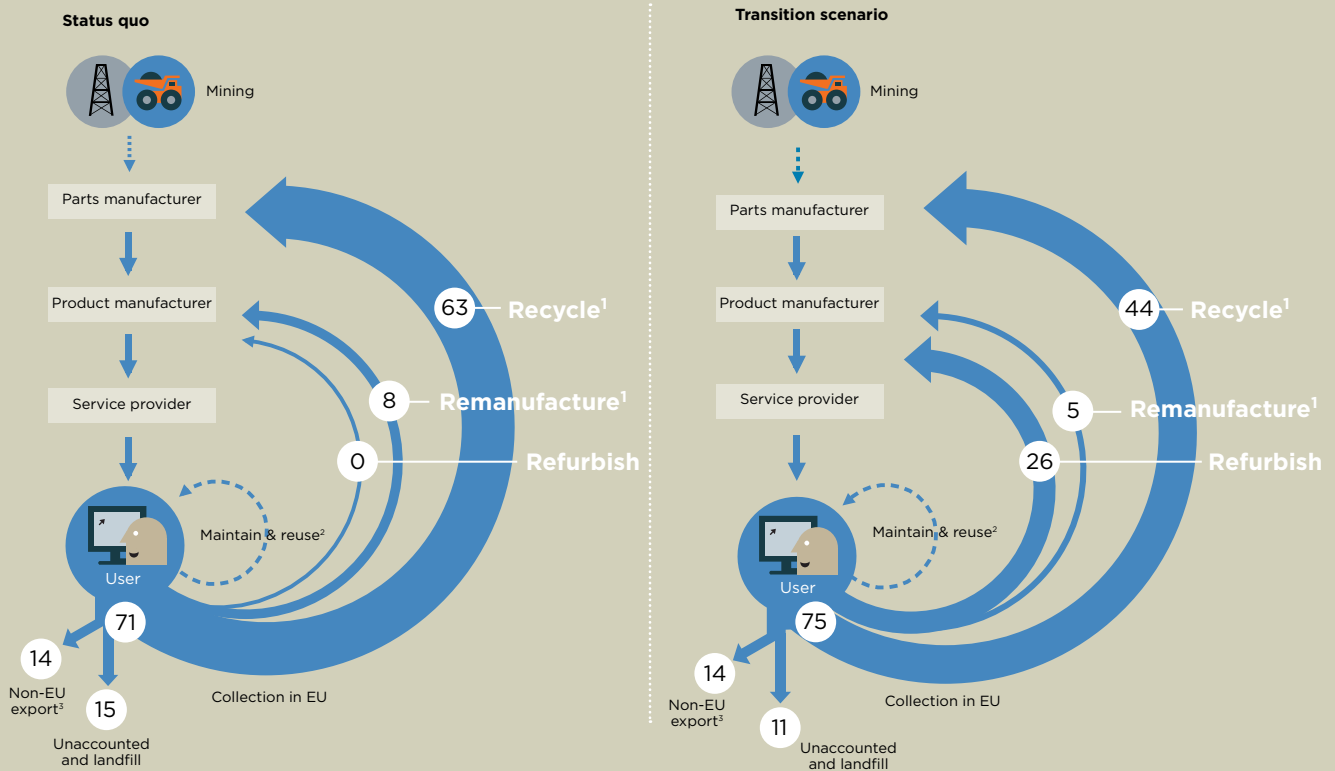 Status quo
Mining
Parts manufacturer
Product manufacturer
Service provider
63
Recycle¹
8
Remanufacture¹
0
Refurbish
Maintain & reuse²
User
71
14
Non-EU
export³
15
Unaccounted
and landfill
Collection in EU
Transition scenario
Mining
Parts manufacturer
Product manufacturer
Service provider
44
Recycle¹
5
Remanufacture¹
26
Refurbish
Maintain & reuse²
User
75
14
Non-EU
export³
11
Unaccounted
and landfill
Collection in EU